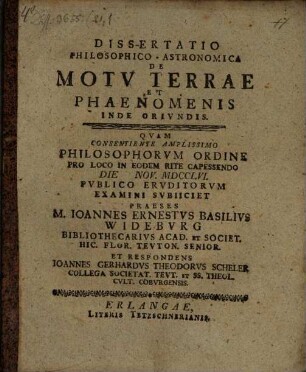 DISSERTATIO
PHILOSOPHICO-ASTRONOMICA
DE
MOTV TERRAE
ET
PHAENOMENIS
INDE ORIVNDIS.
QVAM
CONSENTIENTE AMPLISSIMO
PHILOSOPHORVM ORDINE
PRO LOCO IN EODEM RITE CAPESSENDO
DIE NOV. MDCCLVI.
PVBLICO ERVDITORVM
EXAMINI SVBIICIET
PRAESES
M. IOANNES ERNESTVS BASILIVS
WIDEBVRG
BIBLIOTHECARIVS ACAD. ET SOCIET.
HIC. FLOR. TEVTON. SENIOR.
ET RESPONDENS
IOANNES GERHARDVS THEODORVS SCHELER
COLLEGA SOCIETAT. TEVT. ET SS. THEOL.
CVLT. COBVRGENSIS.
ERLANGAE,
LITERIS TETZSCHNERIANIS.